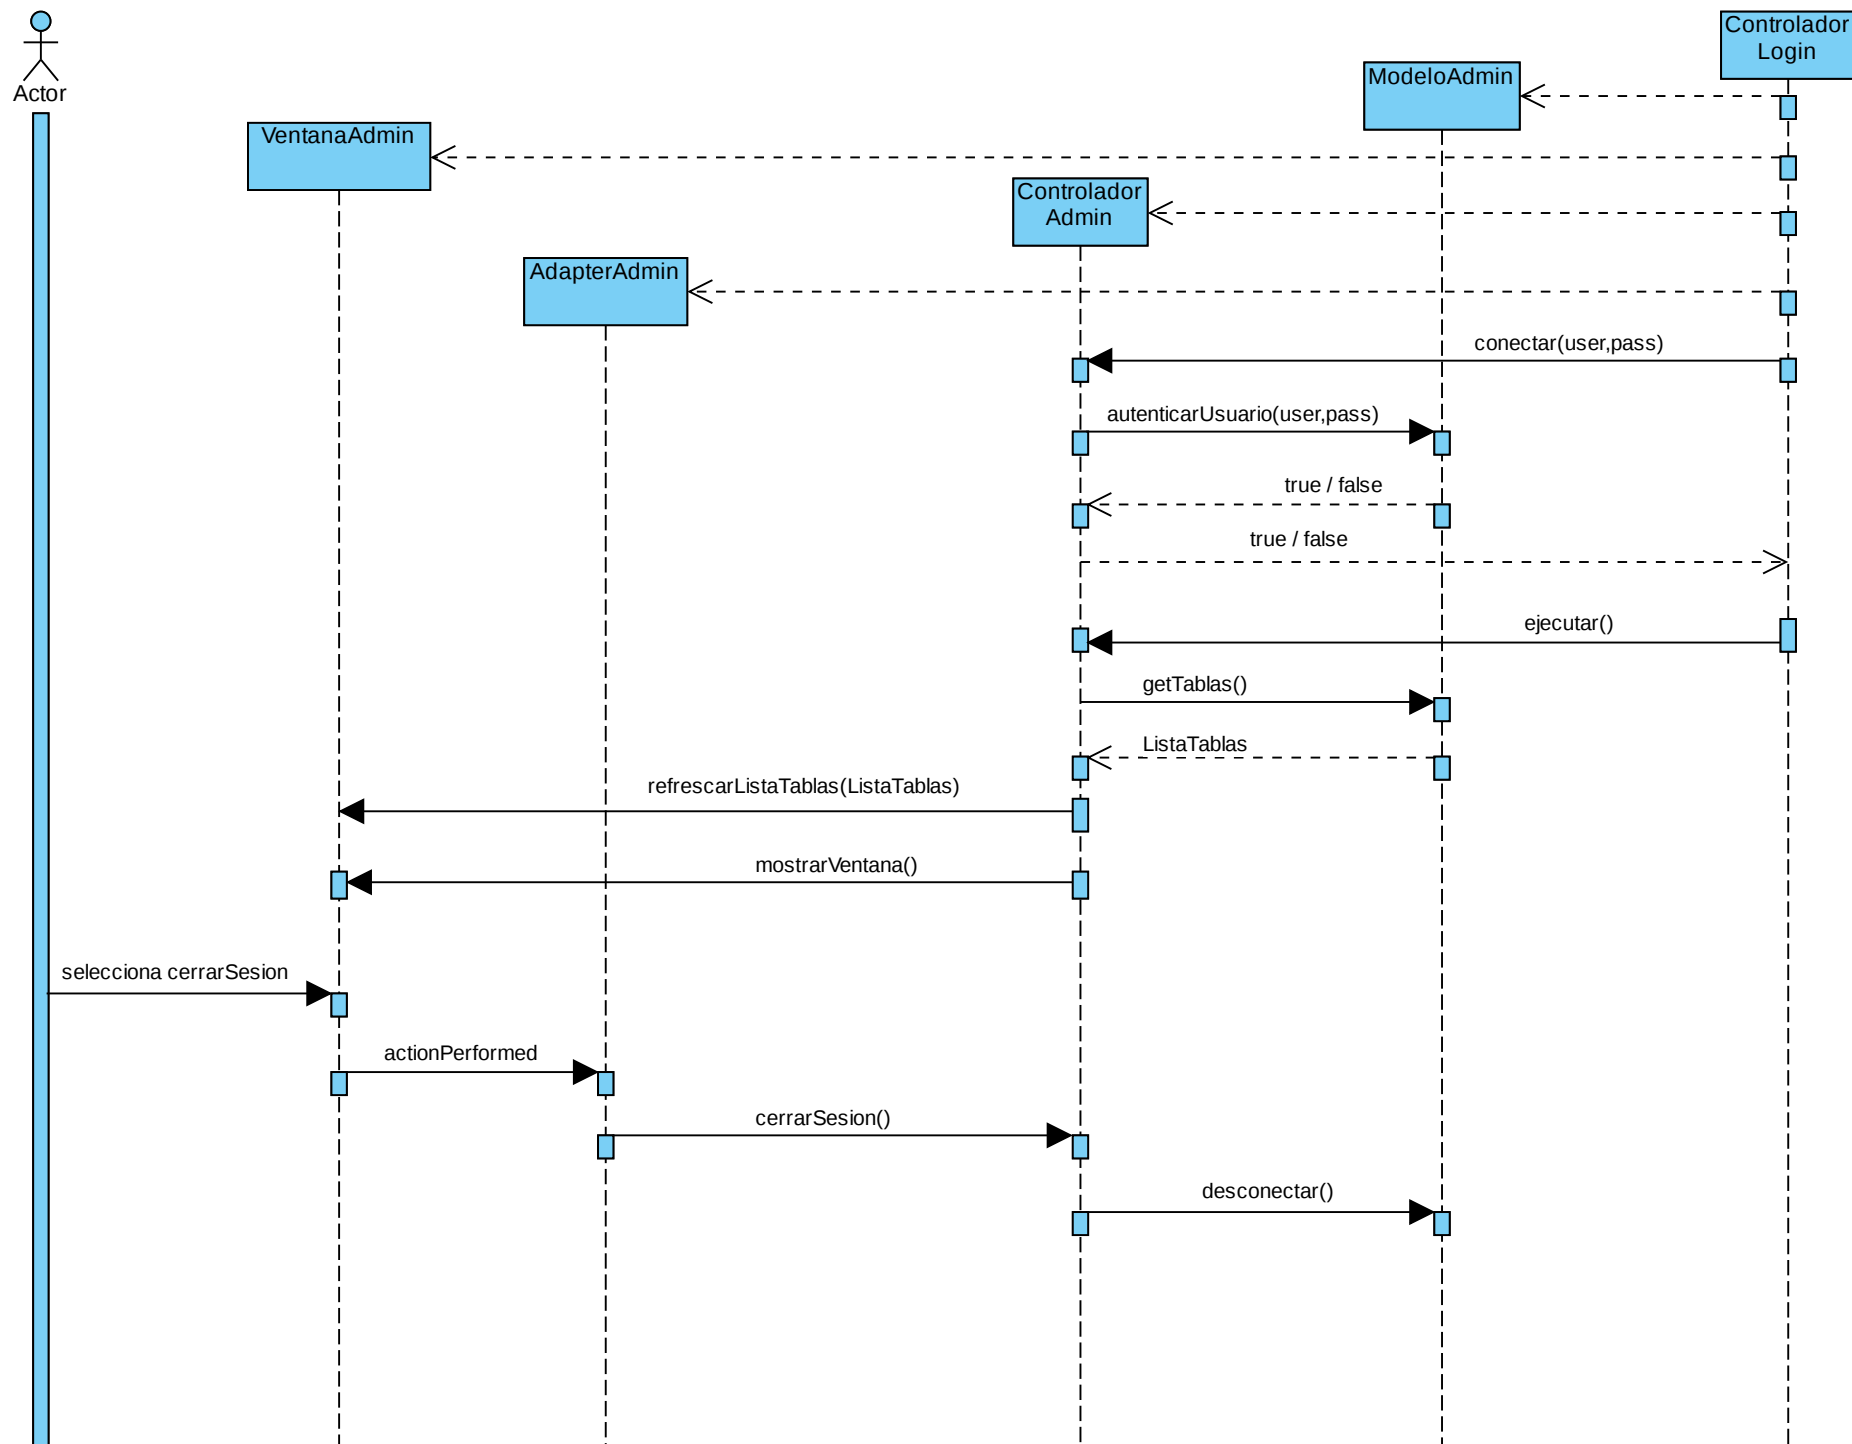 Controlador
Login
ModeloAdmin
Actor
VentanaAdmin
Controlador
Admin
AdapterAdmin
conectar(user,pass)
autenticarUsuario(user,pass)
true / false
true / false
ejecutar()
getTablas()
ListaTablas
refrescarListaTablas(ListaTablas)
mostrarVentana()
selecciona cerrarSesion
actionPerformed
cerrarSesion()
desconectar()